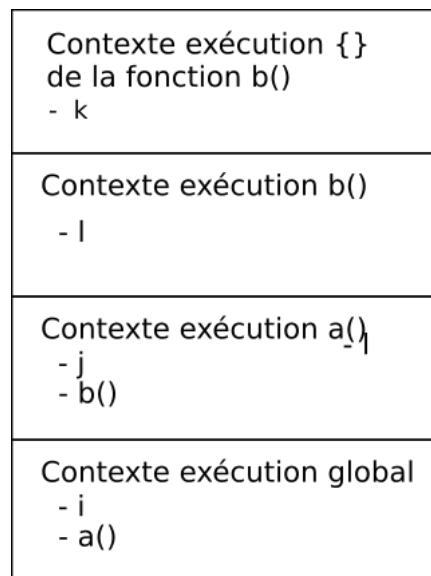 Contexte exécution {}
de la fonction b()
- k
Contexte exécution b()
- l
Contexte exécution a()
- l
- j
- b()
Contexte exécution global
- i
- a()